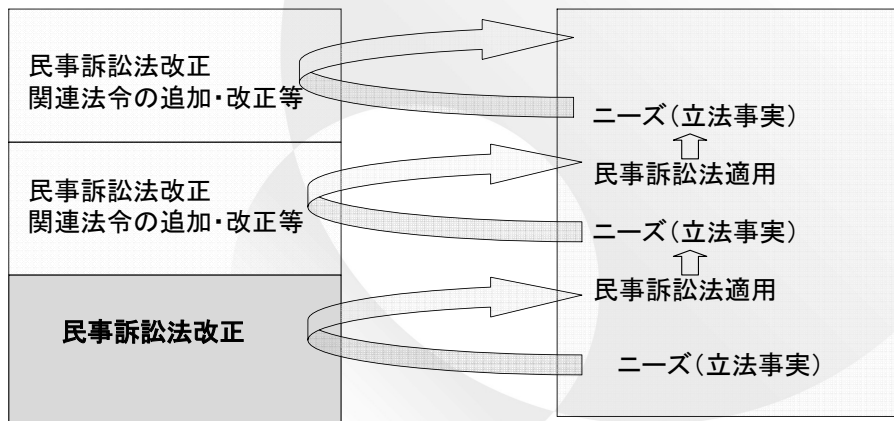 民事訴訟法改正
関連法令の追加・改正等
民事訴訟法改正
関連法令の追加・改正等
民事訴訟法改正
ニーズ(立法事実)
民事訴訟法適用
ニーズ(立法事実)
民事訴訟法適用
ニーズ(立法事実)